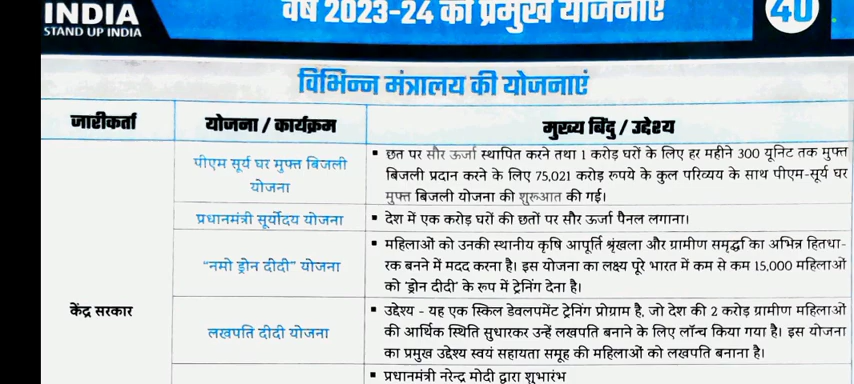 INDIA
STAND UP INDIA
वर्ष 2023-24 की प्रमुख योजनाएं
40
विभिन्न मंत्रालय की योजनाएं
जारीकर्ता
योजना / कार्यक्रम
मुख्य बिंदु / उद्देश्य
केंद्र सरकार
पीएम सूर्य घर मुफ्त बिजली
योजना
▪ छत पर सौर ऊर्जा स्थापित करने तथा 1 करोड़ घरों के लिए हर महीने 300 यूनिट तक मुफ्त
बिजली प्रदान करने के लिए 75,021 करोड़ रूपये के कुल परिव्यय के साथ पीएम-सूर्य घर
मुफ्त बिजली योजना की शुरूआत की गई।
प्रधानमंत्री सूर्योदय योजना
▪ देश में एक करोड़ घरों की छतों पर सौर ऊर्जा पैनल लगाना।
“नमो ड्रोन दीदी” योजना
▪ महिलाओं को उनकी स्थानीय कृषि आपूर्ति श्रृंखला और ग्रामीण समृद्धि का अभिन्न हितधा-
रक बनने में मदद करना है। इस योजना का लक्ष्य पूरे भारत में कम से कम 15,000 महिलाओं
को 'ड्रोन दीदी' के रूप में ट्रेनिंग देना है।
लखपति दीदी योजना
▪ उद्देश्य - यह एक स्किल डेवलपमेंट ट्रेनिंग प्रोग्राम है, जो देश की 2 करोड़ ग्रामीण महिलाओं
की आर्थिक स्थिति सुधारकर उन्हें लखपति बनाने के लिए लॉन्च किया गया है। इस योजना
का प्रमुख उद्देश्य स्वयं सहायता समूह की महिलाओं को लखपति बनाना है।
▪ प्रधानमंत्री नरेन्द्र मोदी द्वारा शुभारंभ